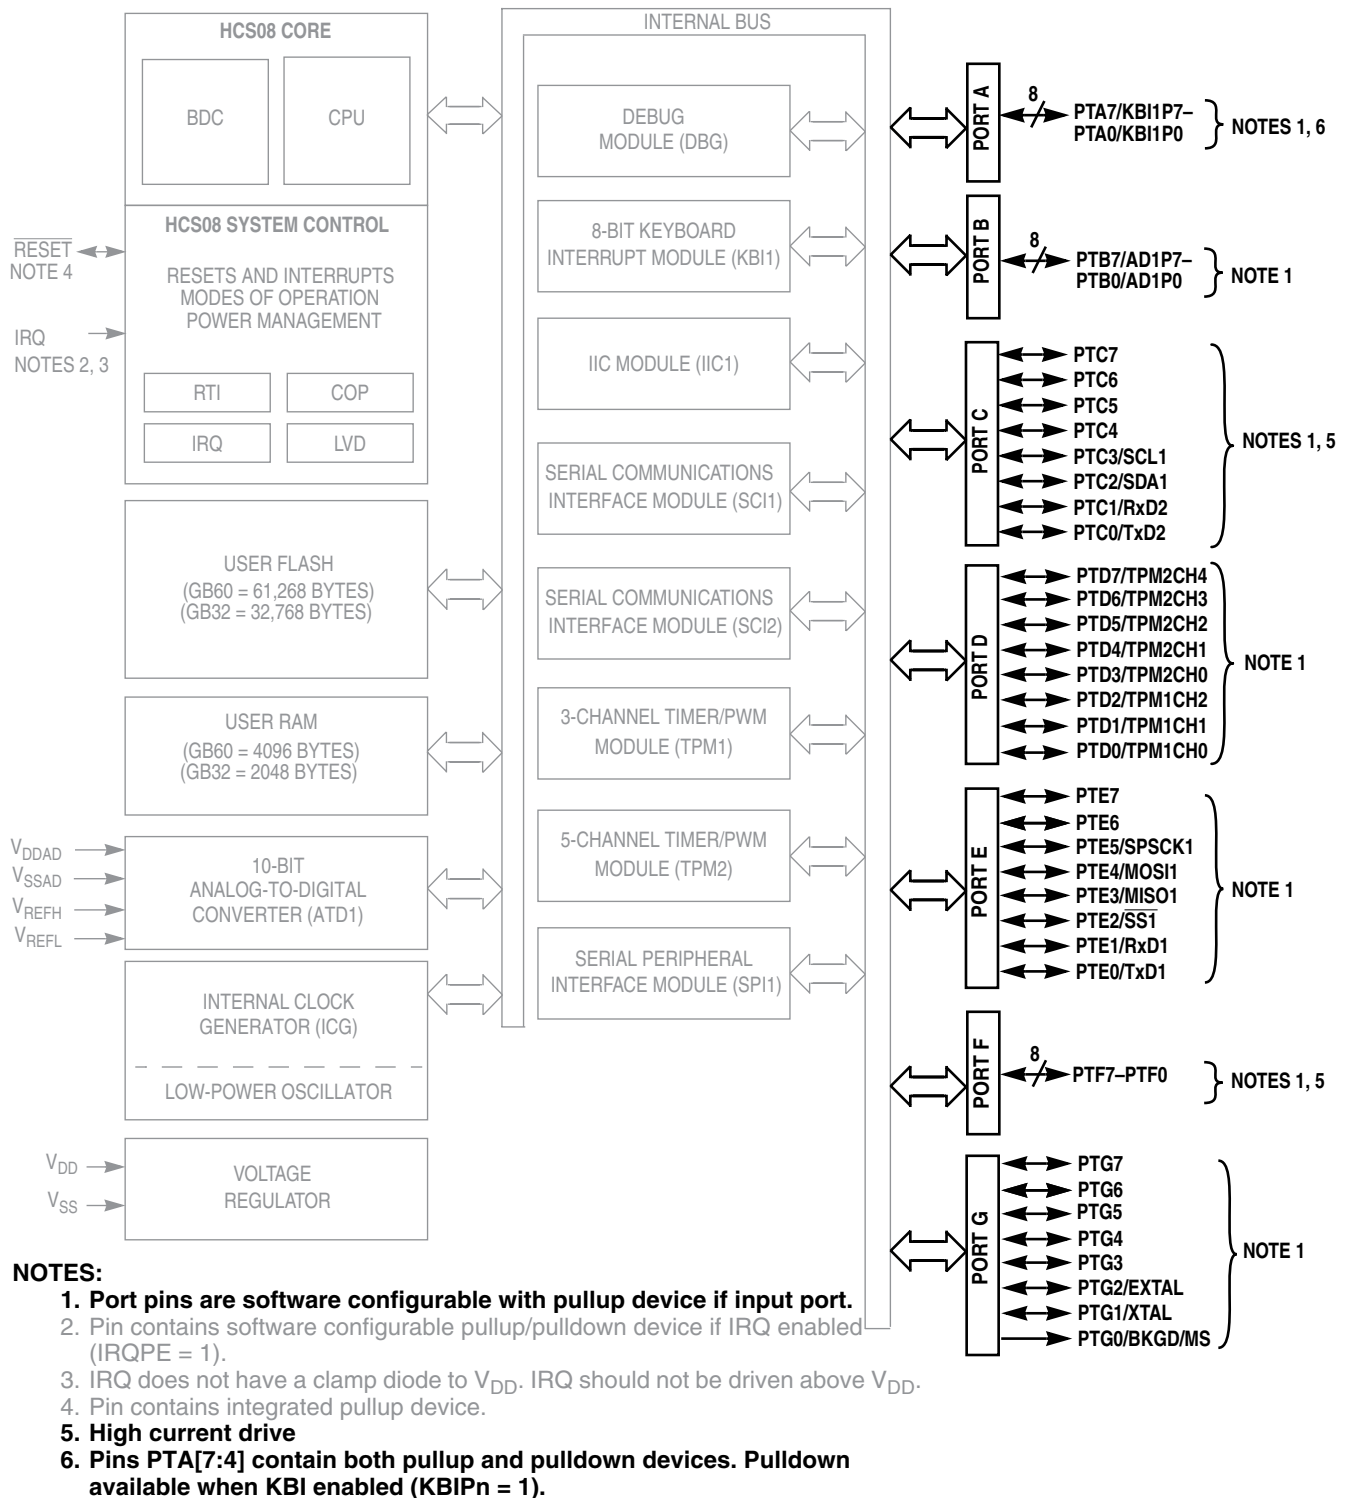 HCS08 CORE
BDC
CPU
HCS08 SYSTEM CONTROL
RESETS AND INTERRUPTS
MODES OF OPERATION
POWER MANAGEMENT
RTI
COP
IRQ
LVD
RESET
NOTE 4
IRQ
NOTES 2, 3
USER FLASH
(GB60 = 61,268 BYTES)
(GB32 = 32,768 BYTES)
USER RAM
(GB60 = 4096 BYTES)
(GB32 = 2048 BYTES)
VDDAD
VSSAD
VREFH
VREFL
10-BIT
ANALOG-TO-DIGITAL
CONVERTER (ATD1)
INTERNAL CLOCK
GENERATOR (ICG)
LOW-POWER OSCILLATOR
VDD
VSS
VOLTAGE
REGULATOR
INTERNAL BUS
DEBUG
MODULE (DBG)
8-BIT KEYBOARD
INTERRUPT MODULE (KBI1)
IIC MODULE (IIC1)
SERIAL COMMUNICATIONS
INTERFACE MODULE (SCI1)
SERIAL COMMUNICATIONS
INTERFACE MODULE (SCI2)
3-CHANNEL TIMER/PWM
MODULE (TPM1)
5-CHANNEL TIMER/PWM
MODULE (TPM2)
SERIAL PERIPHERAL
INTERFACE MODULE (SPI1)
PORT A
8
PTA7/KBI1P7–
PTA0/KBI1P0
NOTES 1, 6
PORT B
8
PTB7/AD1P7–
PTB0/AD1P0
NOTE 1
PORT C
PTC7
PTC6
PTC5
PTC4
PTC3/SCL1
PTC2/SDA1
PTC1/RxD2
PTC0/TxD2
NOTES 1, 5
PORT D
PTD7/TPM2CH4
PTD6/TPM2CH3
PTD5/TPM2CH2
PTD4/TPM2CH1
PTD3/TPM2CH0
PTD2/TPM1CH2
PTD1/TPM1CH1
PTD0/TPM1CH0
NOTE 1
PORT E
PTE7
PTE6
PTE5/SPSCK1
PTE4/MOSI1
PTE3/MISO1
PTE2/SS1
PTE1/RxD1
PTE0/TxD1
NOTE 1
PORT F
8
PTF7–PTF0
NOTES 1, 5
PORT G
PTG7
PTG6
PTG5
PTG4
PTG3
PTG2/EXTAL
PTG1/XTAL
PTG0/BKGD/MS
NOTE 1
NOTES:
1. Port pins are software configurable with pullup device if input port.
2. Pin contains software configurable pullup/pulldown device if IRQ enabled
(IRQPE = 1).
3. IRQ does not have a clamp diode to VDD. IRQ should not be driven above VDD.
4. Pin contains integrated pullup device.
5. High current drive
6. Pins PTA[7:4] contain both pullup and pulldown devices. Pulldown
available when KBI enabled (KBIPn = 1).